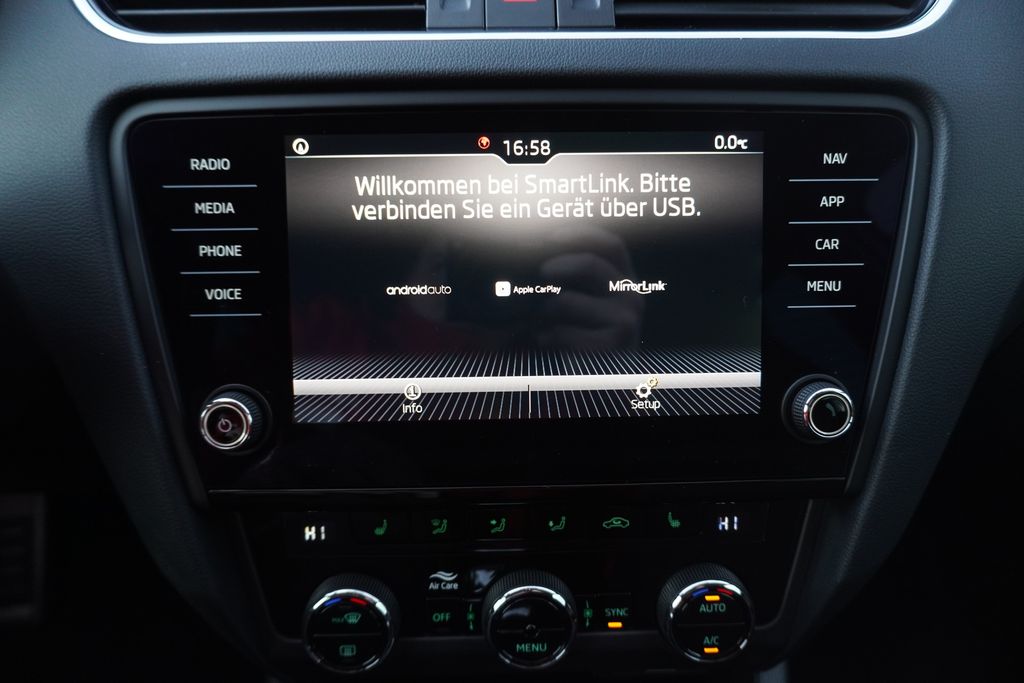 16:58
0.0°C
Willkommen bei SmartLink. Bitte
verbinden Sie ein Gerät über USB.
androidauto
Apple CarPlay
MirrorLink
Info
Setup
RADIO
MEDIA
PHONE
VOICE
NAV
APP
CAR
MENU
HI
HI
Air Care
OFF
SYNC
MAX
MENU
AUTO
A/C